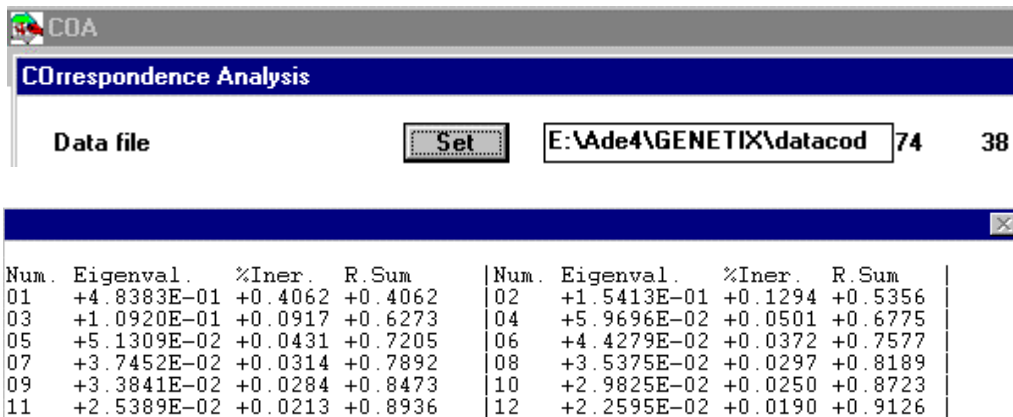 COA
COrrespondence Analysis
Data file Set E:\Ade4\GENETIX\datacod 74 38
Num. Eigenval. %Iner. R.Sum |Num. Eigenval. %Iner. R.Sum |
01 +4.8383E-01 +0.4062 +0.4062 |02 +1.5413E-01 +0.1294 +0.5356 |
03 +1.0920E-01 +0.0917 +0.6273 |04 +5.9696E-02 +0.0501 +0.6775 |
05 +5.1309E-02 +0.0431 +0.7205 |06 +4.4279E-02 +0.0372 +0.7577 |
07 +3.7452E-02 +0.0314 +0.7892 |08 +3.5375E-02 +0.0297 +0.8189 |
09 +3.3841E-02 +0.0284 +0.8473 |10 +2.9825E-02 +0.0250 +0.8723 |
11 +2.5389E-02 +0.0213 +0.8936 |12 +2.2595E-02 +0.0190 +0.9126 |